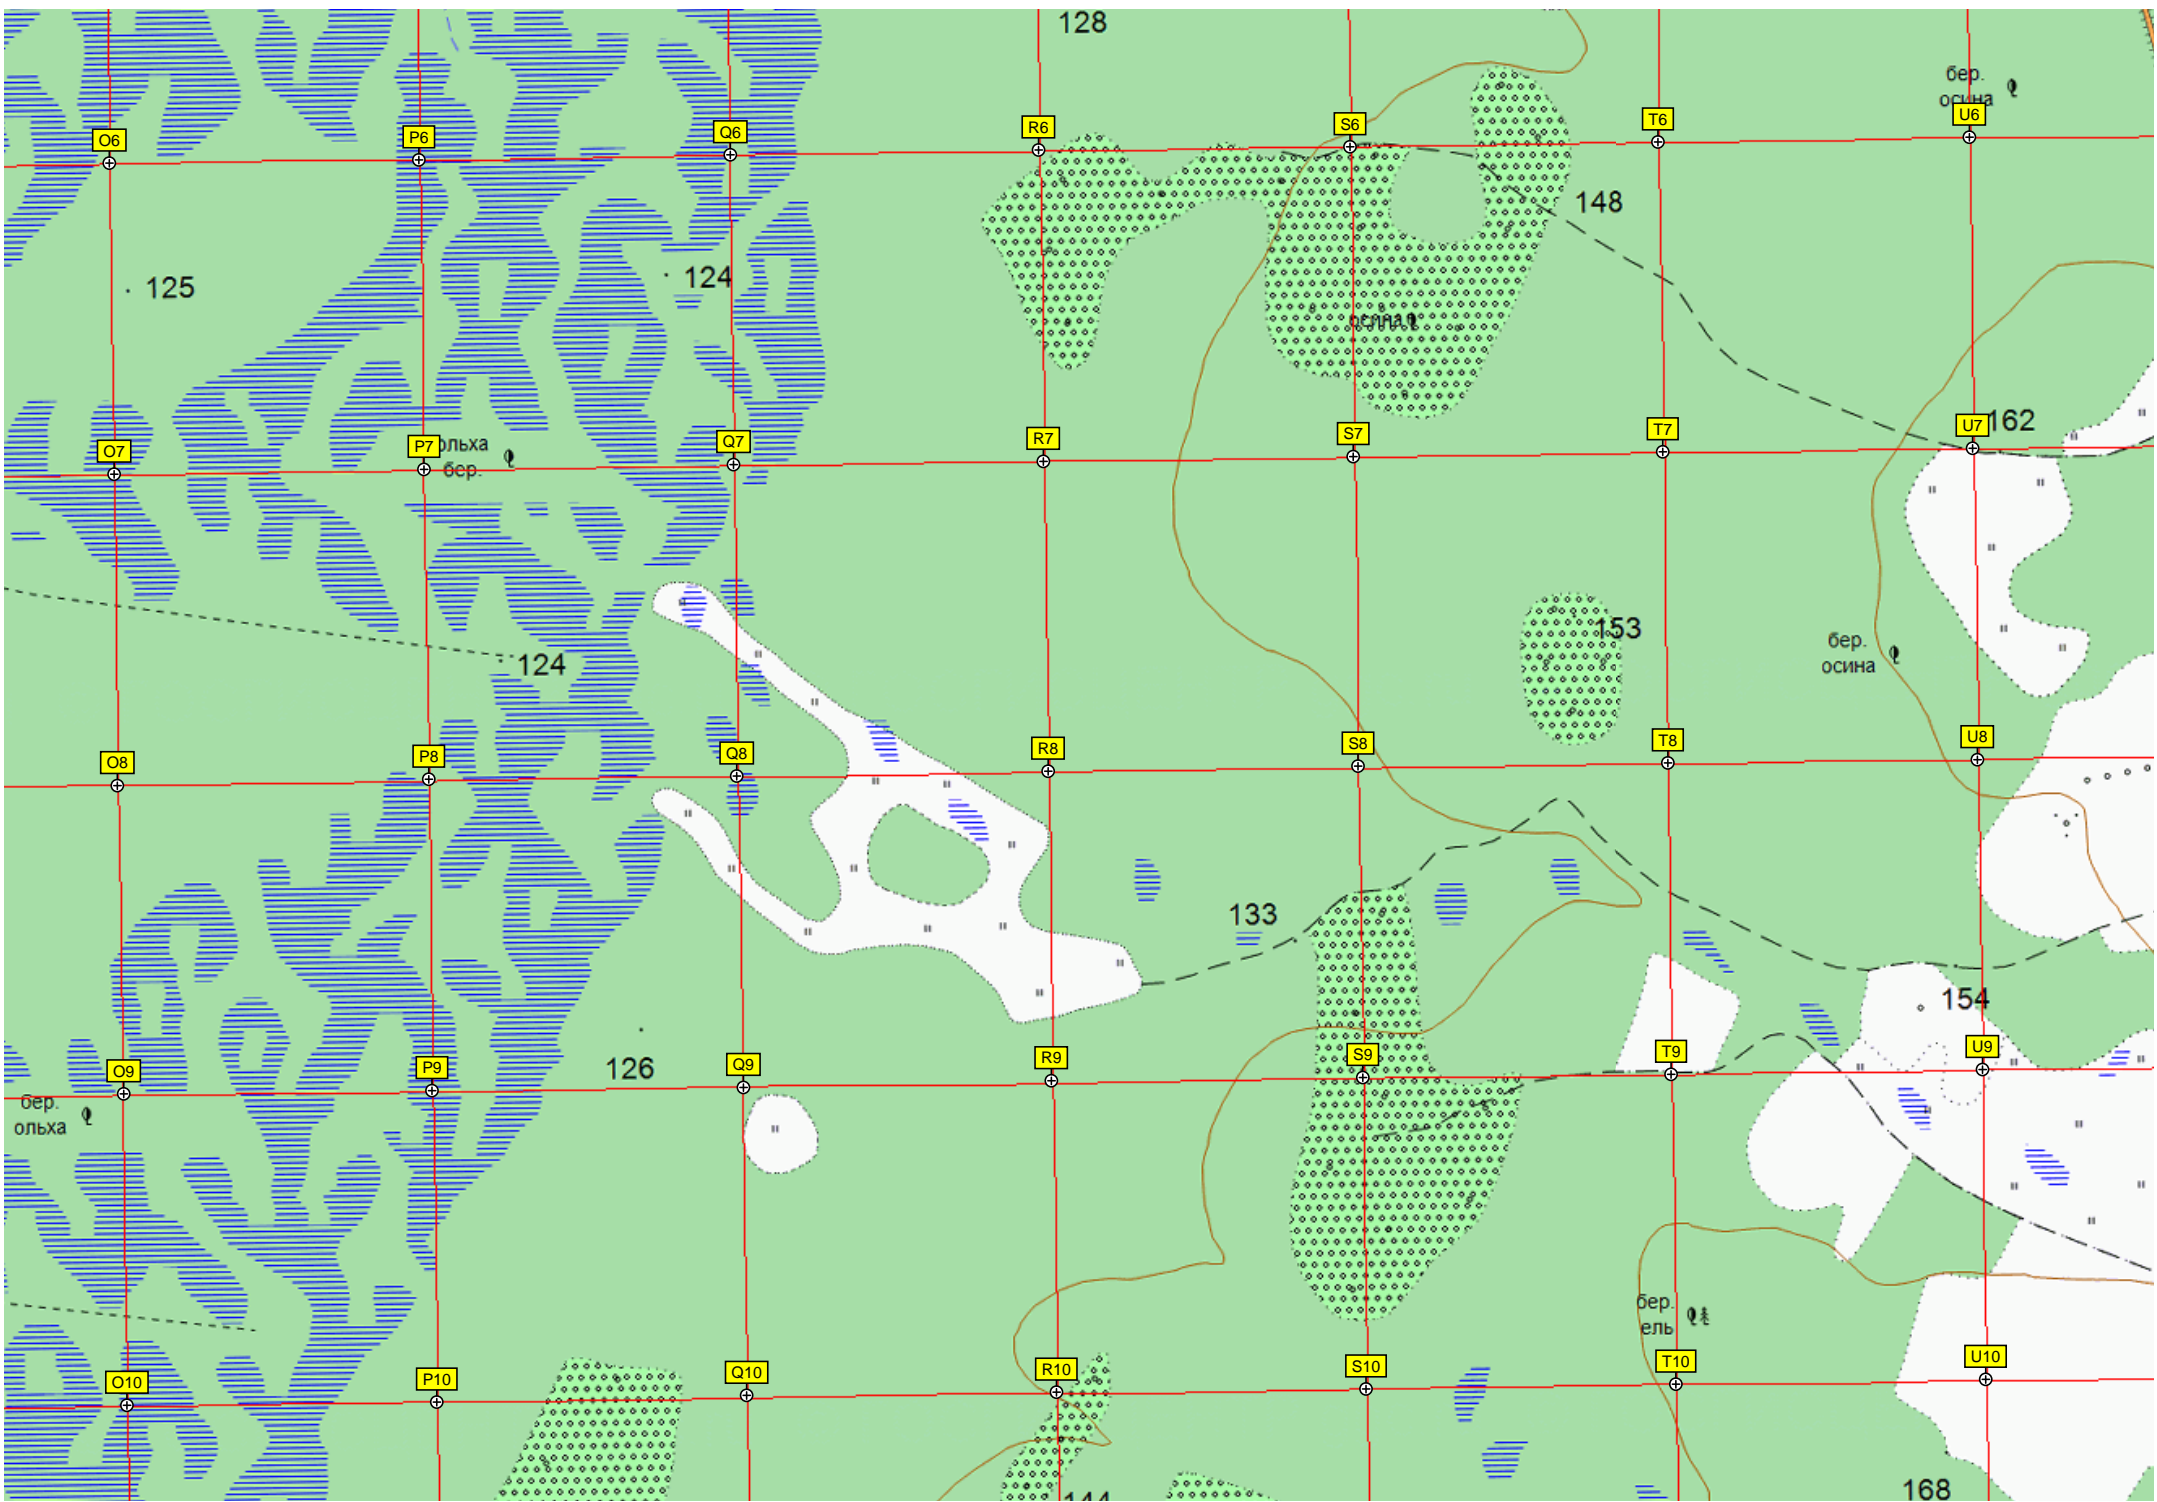 128
бер.
осина
O6
P6
Q6
R6
S6
T6
U6
148
125
124
осина
162
O7
P7
Q7
R7
S7
T7
U7
ольха
бер.
153
бер.
осина
124
O8
P8
Q8
R8
S8
T8
U8
133
154
126
O9
P9
Q9
R9
S9
T9
U9
бер.
ольха
бер.
ель
O10
P10
Q10
R10
S10
T10
U10
168
144